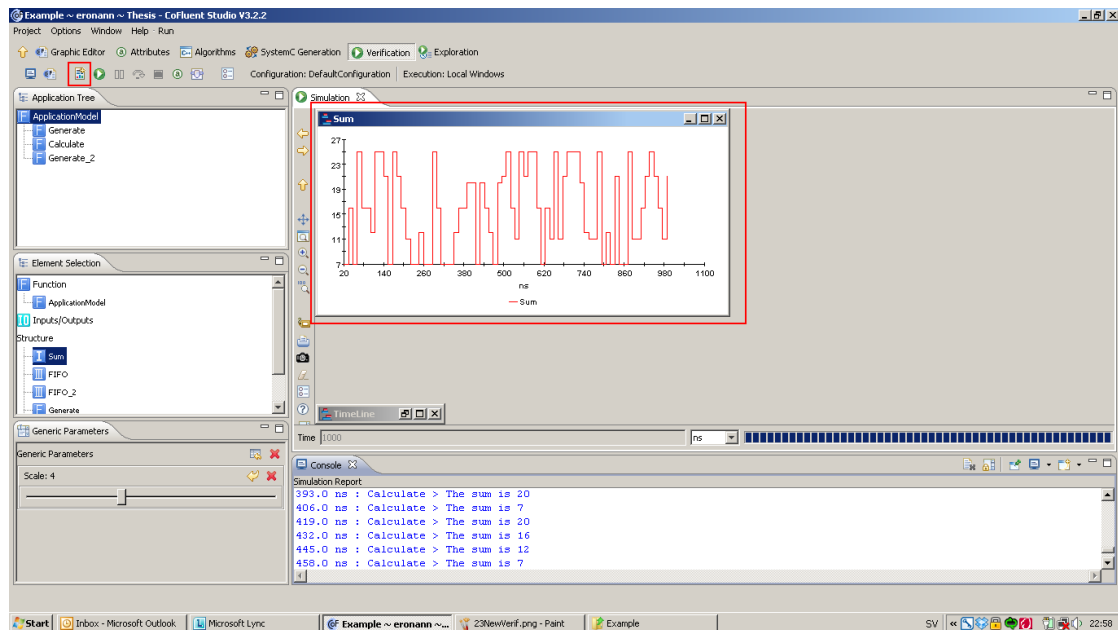 Example ~ eronann ~ Thesis - CoFluent Studio V3.2.2
Project Options Window Help Run
Graphic Editor Attributes Algorithms SystemC Generation Verification Exploration
Configuration: DefaultConfiguration Execution: Local Windows
Application Tree
ApplicationModel
Generate
Calculate
Generate_2
Element Selection
Function
ApplicationModel
Inputs/Outputs
Structure
Sum
FIFO
FIFO_2
Generate
Generic Parameters
Generic Parameters
Scale: 4
Simulation
Sum
27
23
19
15
11
7
20 140 260 380 500 620 740 860 980 1100
ns
Sum
TimeLine
Time 1000 ns
Console
Simulation Report
393.0 ns : Calculate > The sum is 20
406.0 ns : Calculate > The sum is 7
419.0 ns : Calculate > The sum is 20
432.0 ns : Calculate > The sum is 16
445.0 ns : Calculate > The sum is 12
458.0 ns : Calculate > The sum is 7
Start Inbox - Microsoft Outlook Microsoft Lync Example ~ eronann ~... 23NewVerif.png - Paint Example SV 22:58